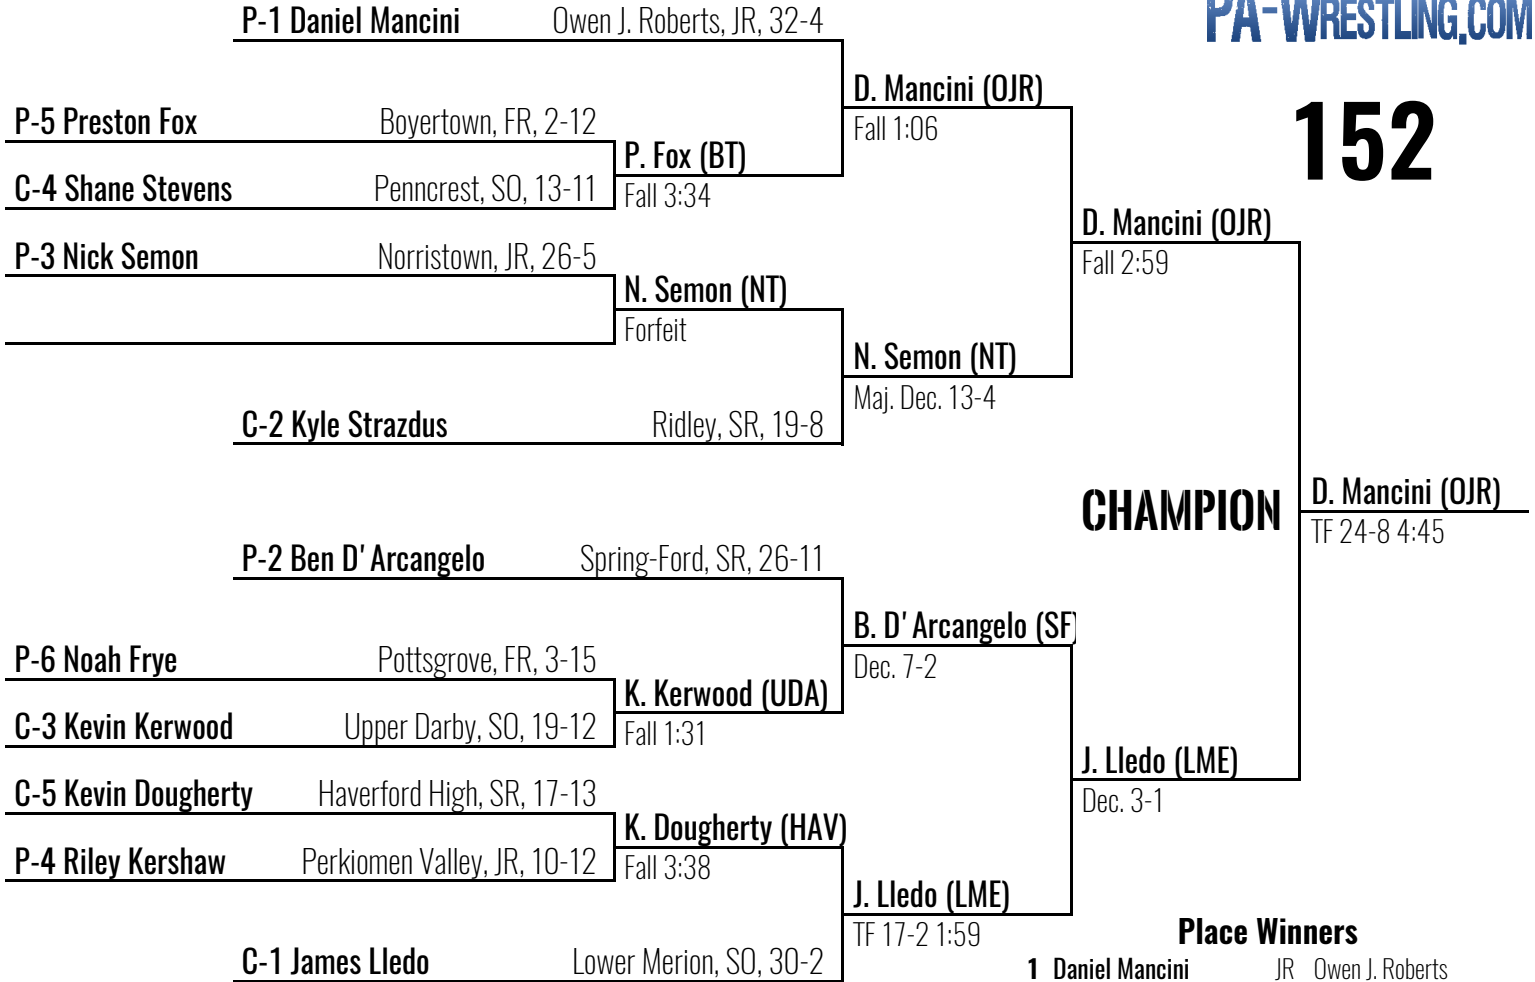 P-1 Daniel Mancini Owen J. Roberts, JR, 32-4
PA-WRESTLING.COM
D. Mancini (OJR)
Fall 1:06
152
P-5 Preston Fox Boyertown, FR, 2-12
P. Fox (BT)
Fall 3:34
C-4 Shane Stevens Penncrest, SO, 13-11
D. Mancini (OJR)
Fall 2:59
P-3 Nick Semon Norristown, JR, 26-5
N. Semon (NT)
Forfeit
N. Semon (NT)
Maj. Dec. 13-4
C-2 Kyle Strazdus Ridley, SR, 19-8
CHAMPION
D. Mancini (OJR)
TF 24-8 4:45
P-2 Ben D'Arcangelo Spring-Ford, SR, 26-11
B. D'Arcangelo (SF)
Dec. 7-2
P-6 Noah Frye Pottsgrove, FR, 3-15
K. Kerwood (UDA)
Fall 1:31
C-3 Kevin Kerwood Upper Darby, SO, 19-12
J. Lledo (LME)
Dec. 3-1
C-5 Kevin Dougherty Haverford High, SR, 17-13
K. Dougherty (HAV)
Fall 3:38
P-4 Riley Kershaw Perkiomen Valley, JR, 10-12
J. Lledo (LME)
TF 17-2 1:59
C-1 James Lledo Lower Merion, SO, 30-2
Place Winners
1 Daniel Mancini JR Owen J. Roberts